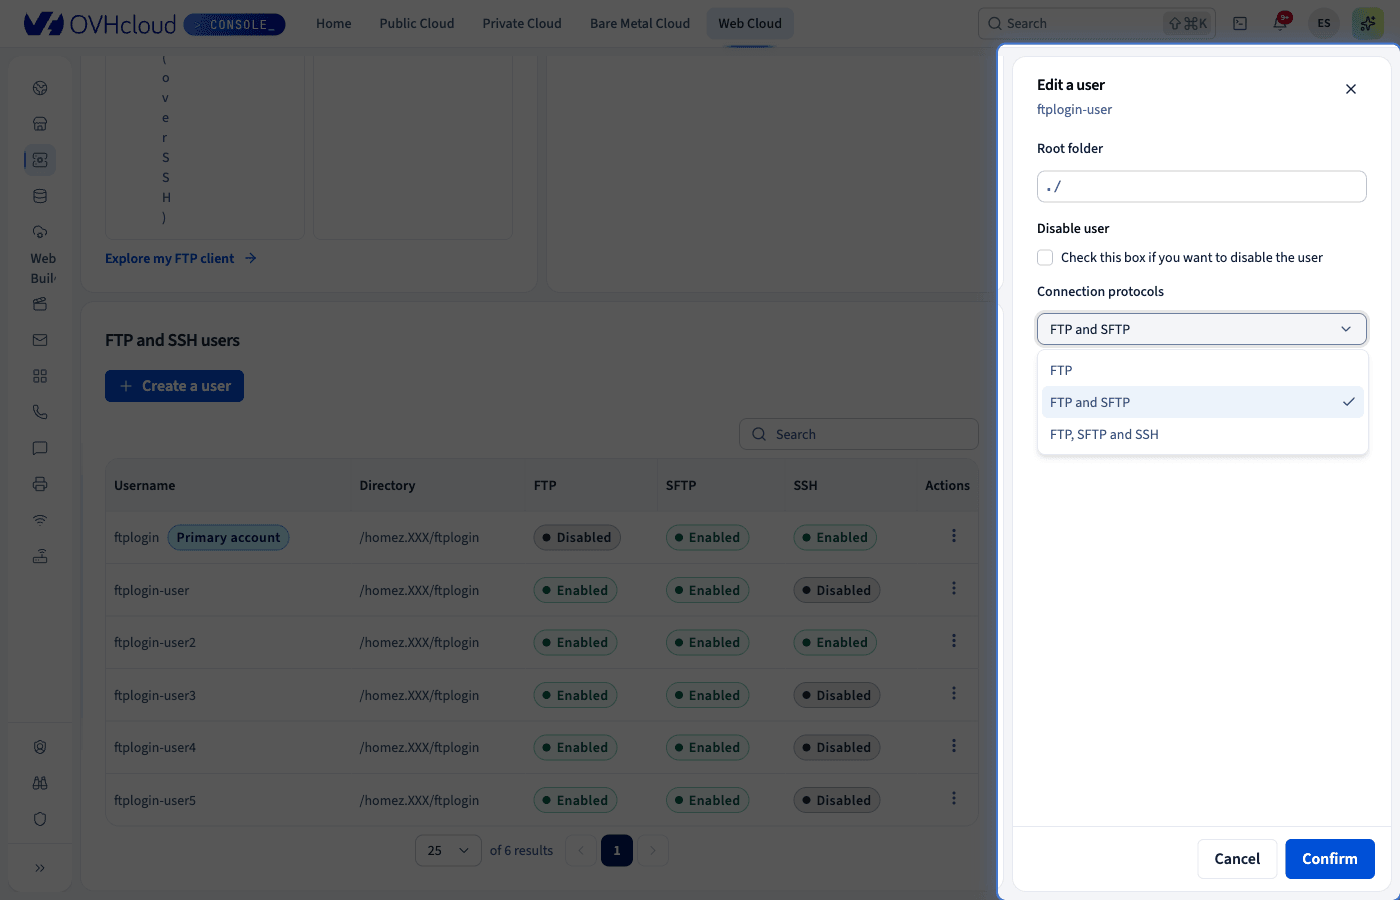 OVHcloud CONSOLE_ Home Public Cloud Private Cloud Bare Metal Cloud Web Cloud Search ⇧⌘K 9+ ES
(
o
v
e
r
S
S
H
)
Explore my FTP client
Web
Buil
FTP and SSH users
+ Create a user
Search
Username Directory FTP SFTP SSH Actions
ftplogin Primary account /homez.XXX/ftplogin Disabled Enabled Enabled
ftplogin-user /homez.XXX/ftplogin Enabled Enabled Disabled
ftplogin-user2 /homez.XXX/ftplogin Enabled Enabled Enabled
ftplogin-user3 /homez.XXX/ftplogin Enabled Enabled Disabled
ftplogin-user4 /homez.XXX/ftplogin Enabled Enabled Disabled
ftplogin-user5 /homez.XXX/ftplogin Enabled Enabled Disabled
25 of 6 results 1
Edit a user
ftplogin-user
Root folder
./
Disable user
Check this box if you want to disable the user
Connection protocols
FTP and SFTP
FTP
FTP and SFTP
FTP, SFTP and SSH
Cancel Confirm